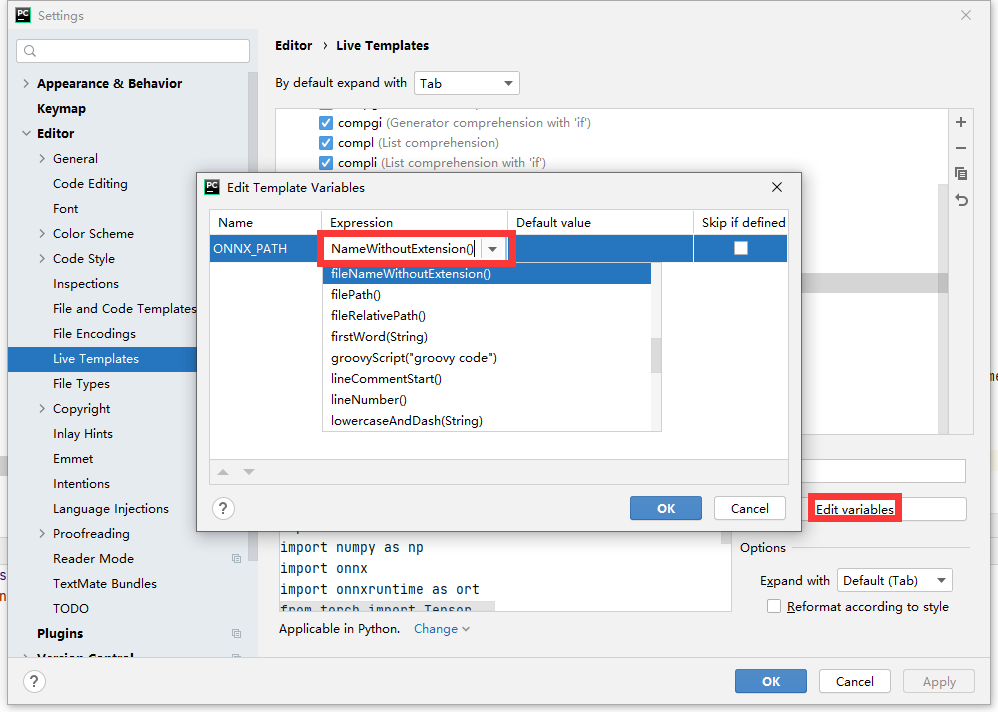 PC Settings
Editor › Live Templates
By default expand with Tab
Appearance & Behavior
Keymap
Editor
General
Code Editing
Font
Color Scheme
Code Style
Inspections
File and Code Templates
File Encodings
Live Templates
File Types
Copyright
Inlay Hints
Emmet
Intentions
Language Injections
Proofreading
Reader Mode
TextMate Bundles
TODO
Plugins
Version Control
compgi (Generator comprehension with 'if')
compl (List comprehension)
compli (List comprehension with 'if')
PC Edit Template Variables
Name Expression Default value Skip if defined
ONNX_PATH NameWithoutExtension()
fileNameWithoutExtension()
filePath()
fileRelativePath()
firstWord(String)
groovyScript("groovy code")
lineCommentStart()
lineNumber()
lowercaseAndDash(String)
? OK Cancel
Edit variables
import numpy as np
import onnx
import onnxruntime as ort
from torch import Tensor
Options
Expand with Default (Tab)
Reformat according to style
Applicable in Python. Change
? OK Cancel Apply